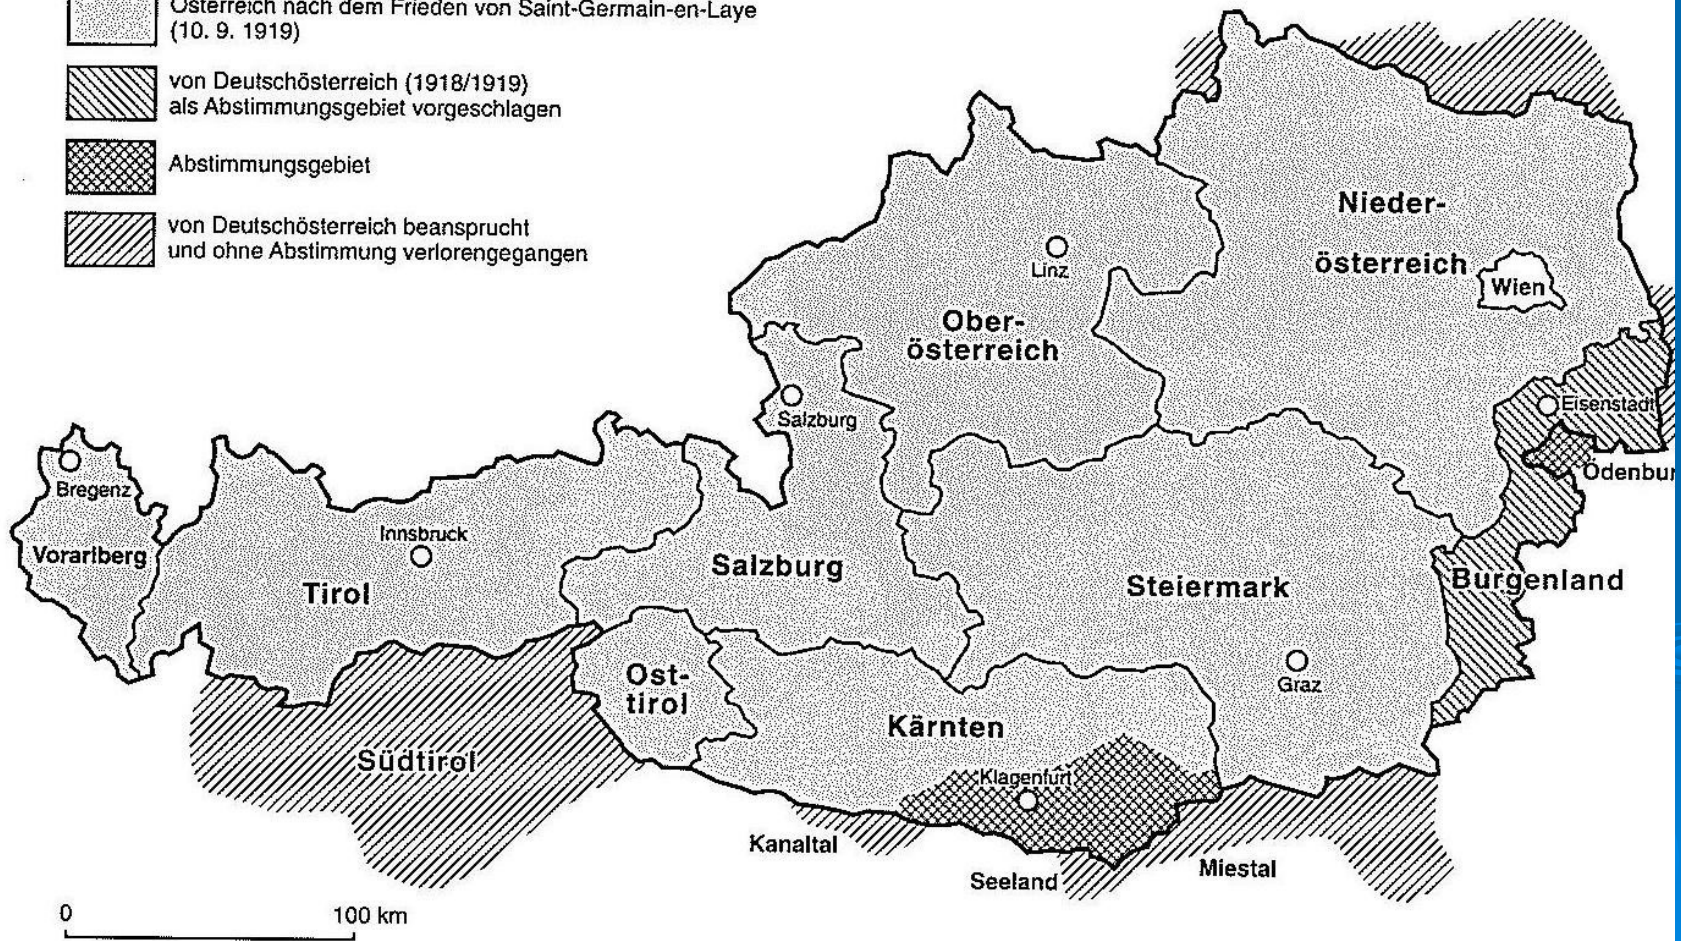 Österreich nach dem Frieden von Saint-Germain-en-Laye
(10. 9. 1919)
von Deutschösterreich (1918/1919)
als Abstimmungsgebiet vorgeschlagen
Abstimmungsgebiet
von Deutschösterreich beansprucht
und ohne Abstimmung verlorengegangen
Nieder-
österreich
Wien
Linz
Ober-
österreich
Salzburg
Eisenstadt
Ödenbur
Bregenz
Vorarlberg
Innsbruck
Tirol
Salzburg
Steiermark
Burgenland
Ost-
tirol
Graz
Kärnten
Südtirol
Klagenfurt
Kanaltal
Seeland
Miestal
0 100 km